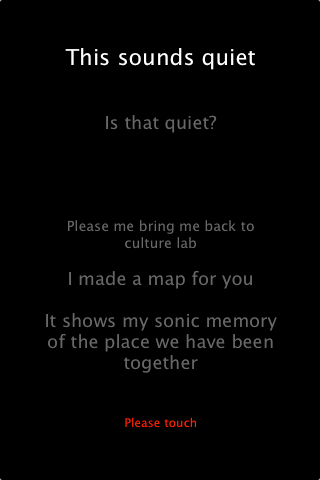 This sounds quiet
Is that quiet?
Please me bring me back to
culture lab
I made a map for you
It shows my sonic memory
of the place we have been
together
Please touch